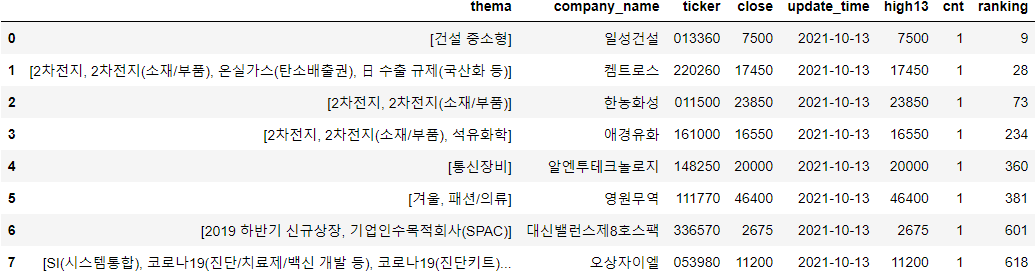 thema company_name ticker close update_time high13 cnt ranking
0 [건설 중소형] 일성건설 013360 7500 2021-10-13 7500 1 9
1 [2차전지, 2차전지(소재/부품), 온실가스(탄소배출권), 日 수출 규제(국산화 등)] 켐트로스 220260 17450 2021-10-13 17450 1 28
2 [2차전지, 2차전지(소재/부품)] 한농화성 011500 23850 2021-10-13 23850 1 73
3 [2차전지, 2차전지(소재/부품), 석유화학] 애경유화 161000 16550 2021-10-13 16550 1 234
4 [통신장비] 알엔투테크놀로지 148250 20000 2021-10-13 20000 1 360
5 [겨울, 패션/의류] 영원무역 111770 46400 2021-10-13 46400 1 381
6 [2019 하반기 신규상장, 기업인수목적회사(SPAC)] 대신밸런스제8호스팩 336570 2675 2021-10-13 2675 1 601
7 [SI(시스템통합), 코로나19(진단/치료제/백신 개발 등), 코로나19(진단키트)... 오상자이엘 053980 11200 2021-10-13 11200 1 618